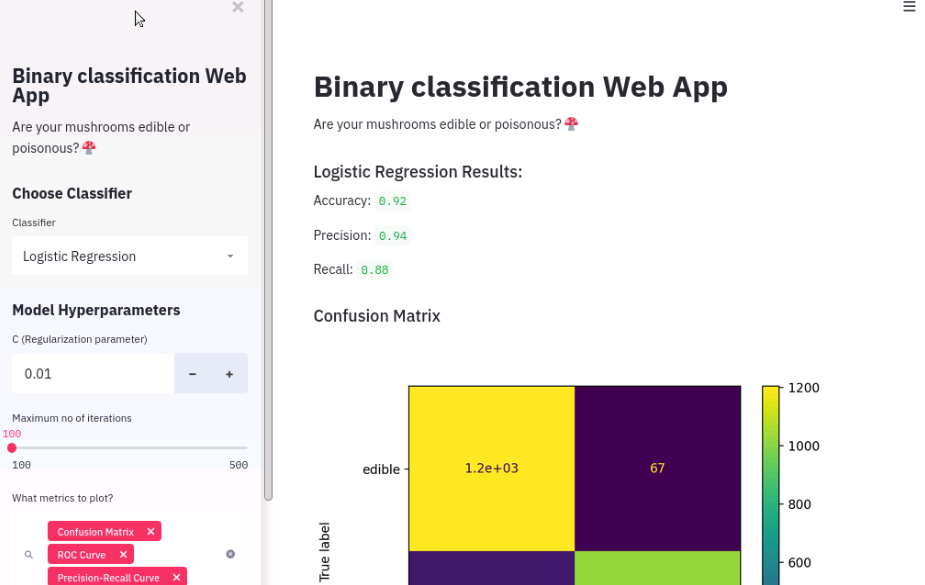 Binary classification Web
App
Are your mushrooms edible or
poisonous? 🍄
Choose Classifier
Classifier
Logistic Regression
Model Hyperparameters
C (Regularization parameter)
0.01
Maximum no of iterations
100
100 500
What metrics to plot?
Confusion Matrix
ROC Curve
Precision-Recall Curve
Binary classification Web App
Are your mushrooms edible or poisonous? 🍄
Logistic Regression Results:
Accuracy: 0.92
Precision: 0.94
Recall: 0.88
Confusion Matrix
edible
1.2e+03 67
True label
1200
1000
800
600